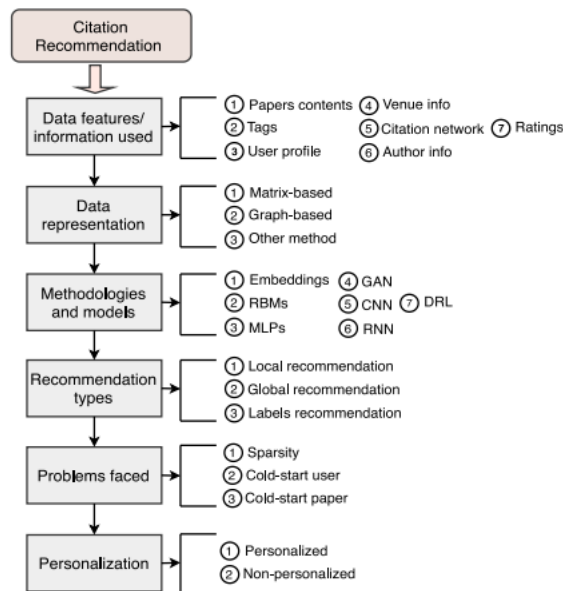 Citation
Recommendation
Data features/
information used
① Papers contents ④ Venue info
② Tags ⑤ Citation network ⑦ Ratings
③ User profile ⑥ Author info
Data
representation
① Matrix-based
② Graph-based
③ Other method
Methodologies
and models
① Embeddings ④ GAN
② RBMs ⑤ CNN ⑦ DRL
③ MLPs ⑥ RNN
Recommendation
types
① Local recommendation
② Global recommendation
③ Labels recommendation
Problems faced
① Sparsity
② Cold-start user
③ Cold-start paper
Personalization
① Personalized
② Non-personalized